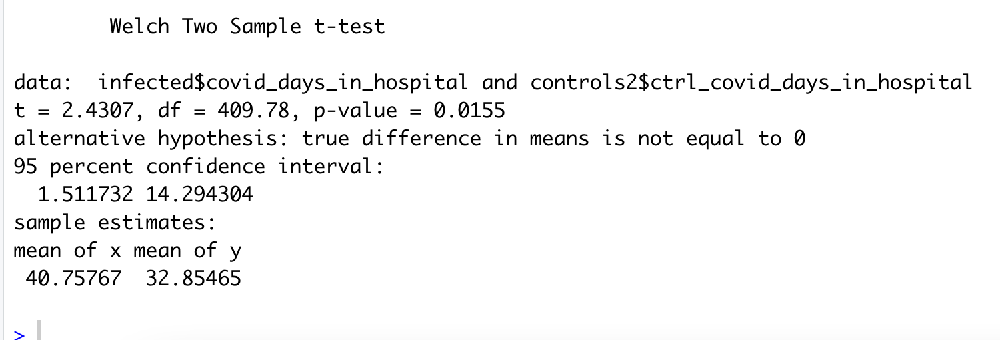 Welch Two Sample t-test
data:  infected$covid_days_in_hospital and controls2$ctrl_covid_days_in_hospital
t = 2.4307, df = 409.78, p-value = 0.0155
alternative hypothesis: true difference in means is not equal to 0
95 percent confidence interval:
  1.511732 14.294304
sample estimates:
mean of x mean of y
 40.75767  32.85465
>